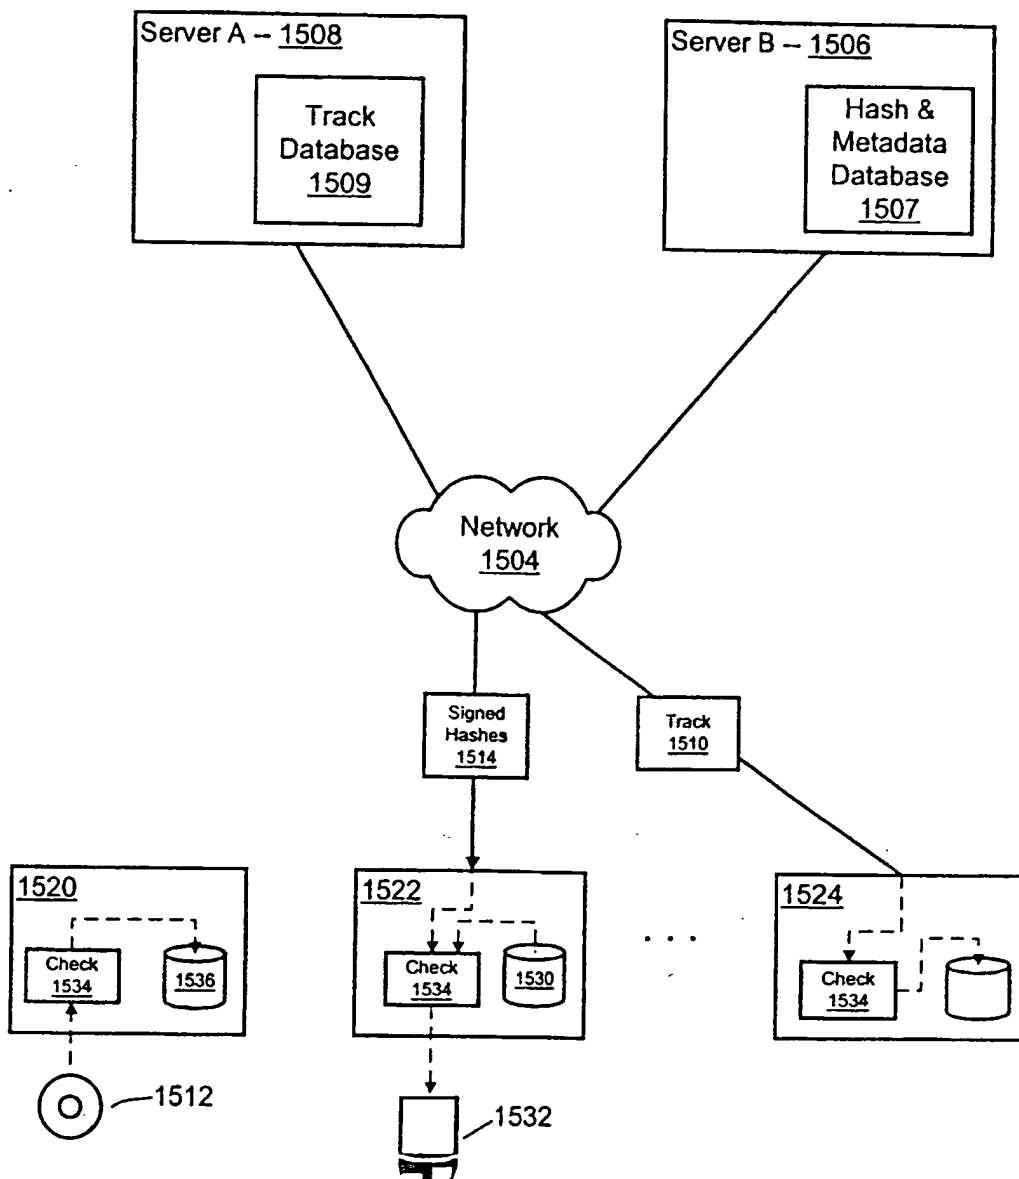 Server A – 1508
Track
Database
1509
Server B – 1506
Hash &
Metadata
Database
1507
Network
1504
Signed
Hashes
1514
Track
1510
1520
Check
1534
1536
1512
1522
Check
1534
1530
1532
. . .
1524
Check
1534